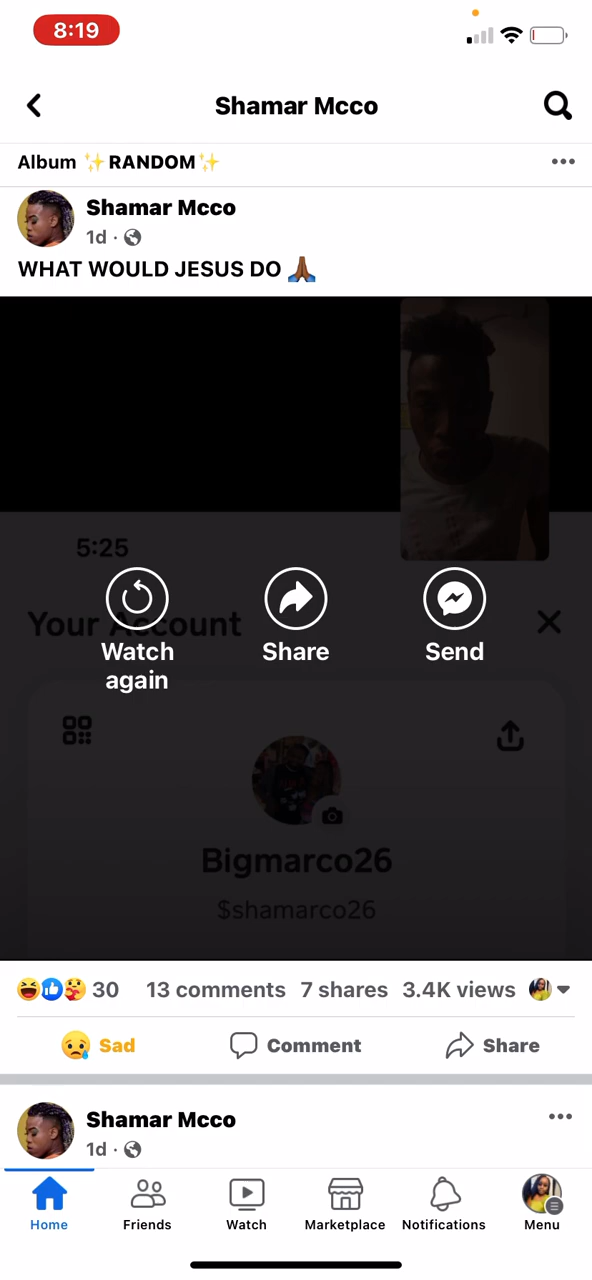 8:19
Shamar Mcco
Album ✨RANDOM✨
Shamar Mcco
1d ·
WHAT WOULD JESUS DO 🙏🏾
5:25
Your Account
Watch again
Share
Send
Bigmarco26
$shamarco26
30 13 comments 7 shares 3.4K views
Sad Comment Share
Shamar Mcco
1d ·
Home Friends Watch Marketplace Notifications Menu